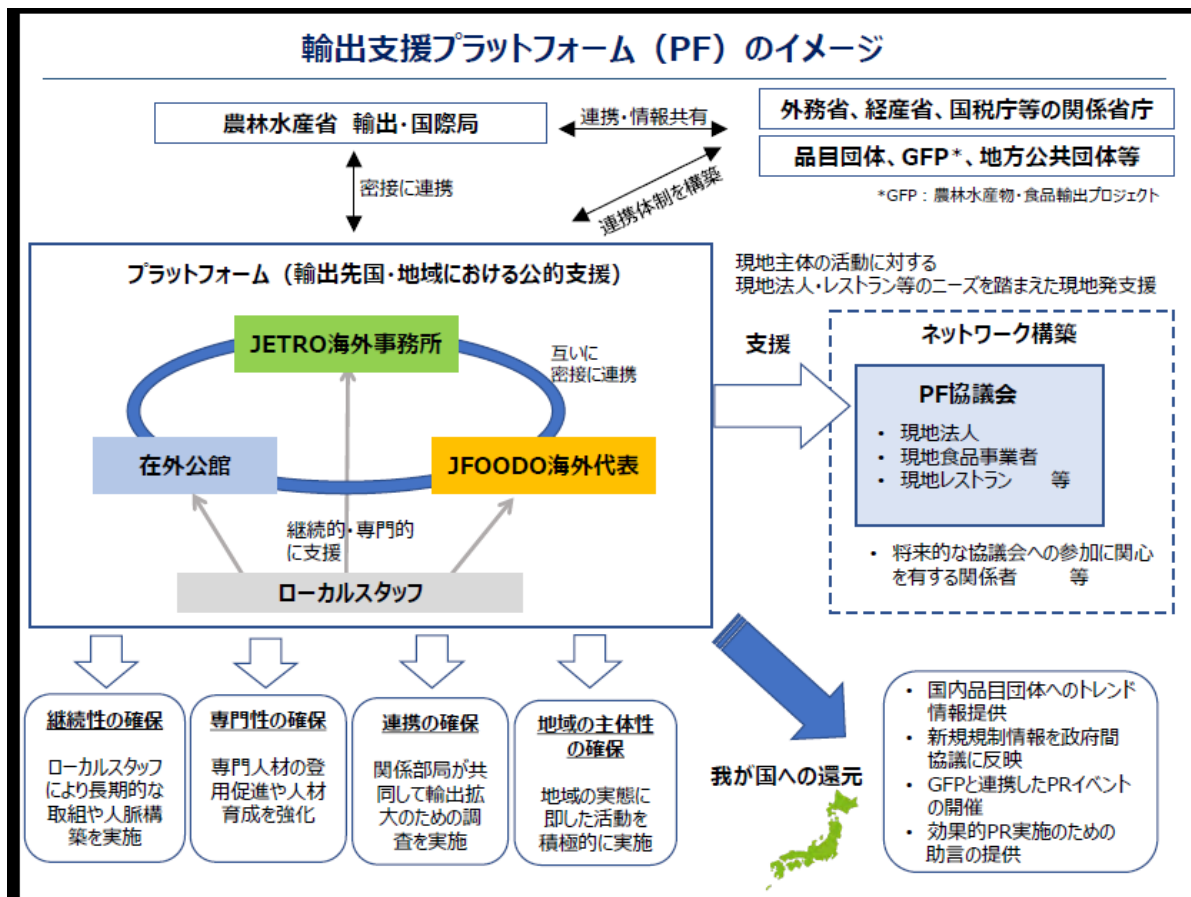 輸出支援プラットフォーム（PF）のイメージ
農林水産省 輸出・国際局
連携・情報共有
外務省、経産省、国税庁等の関係省庁
品目団体、GFP*、地方公共団体等
*GFP：農林水産物・食品輸出プロジェクト
密接に連携
連携体制を構築
プラットフォーム（輸出先国・地域における公的支援）
JETRO海外事務所
互いに
密接に連携
在外公館
JFOODO海外代表
継続的・専門的
に支援
ローカルスタッフ
現地主体の活動に対する
現地法人・レストラン等のニーズを踏まえた現地発支援
支援
ネットワーク構築
PF協議会
・ 現地法人
・ 現地食品事業者
・ 現地レストラン 等
・ 将来的な協議会への参加に関心
を有する関係者 等
継続性の確保
ローカルスタッフ
により長期的な
取組や人脈構
築を実施
専門性の確保
専門人材の登
用促進や人材
育成を強化
連携の確保
関係部局が共
同して輸出拡
大のための調
査を実施
地域の主体性
の確保
地域の実態に
即した活動を
積極的に実施
我が国への還元
・ 国内品目団体へのトレンド
情報提供
・ 新規規制情報を政府間
協議に反映
・ GFPと連携したPRイベント
の開催
・ 効果的PR実施のための
助言の提供